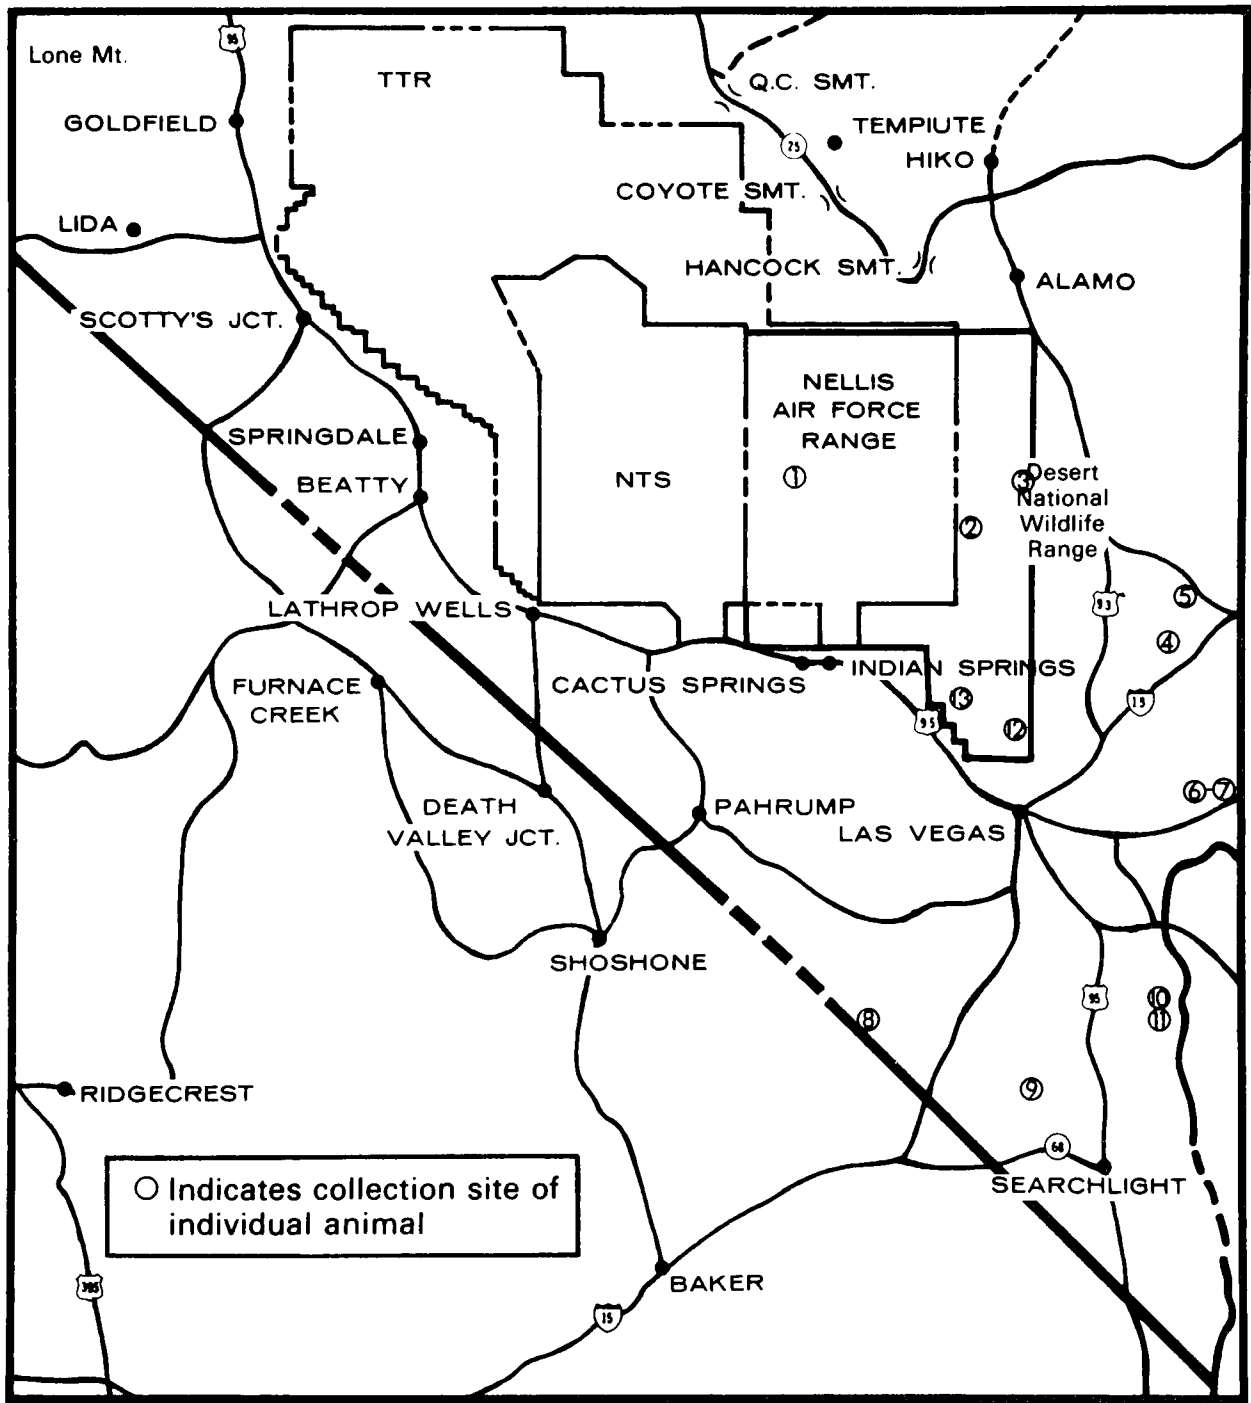 95
Lone Mt.
TTR
Q.C. SMT.
GOLDFIELD
TEMPIUTE
25
HIKO
COYOTE SMT.
LIDA
HANCOCK SMT.
ALAMO
SCOTTY'S JCT.
NELLIS
AIR FORCE
RANGE
SPRINGDALE
BEATTY
NTS
1
3
Desert
National
Wildlife
Range
2
5
93
LATHROP WELLS
4
INDIAN SPRINGS
CACTUS SPRINGS
FURNACE
CREEK
13
15
95
12
6-7
DEATH
VALLEY JCT.
PAHRUMP
LAS VEGAS
SHOSHONE
95
10
11
8
9
RIDGECREST
68
SEARCHLIGHT
Indicates collection site of
individual animal
BAKER
395
15